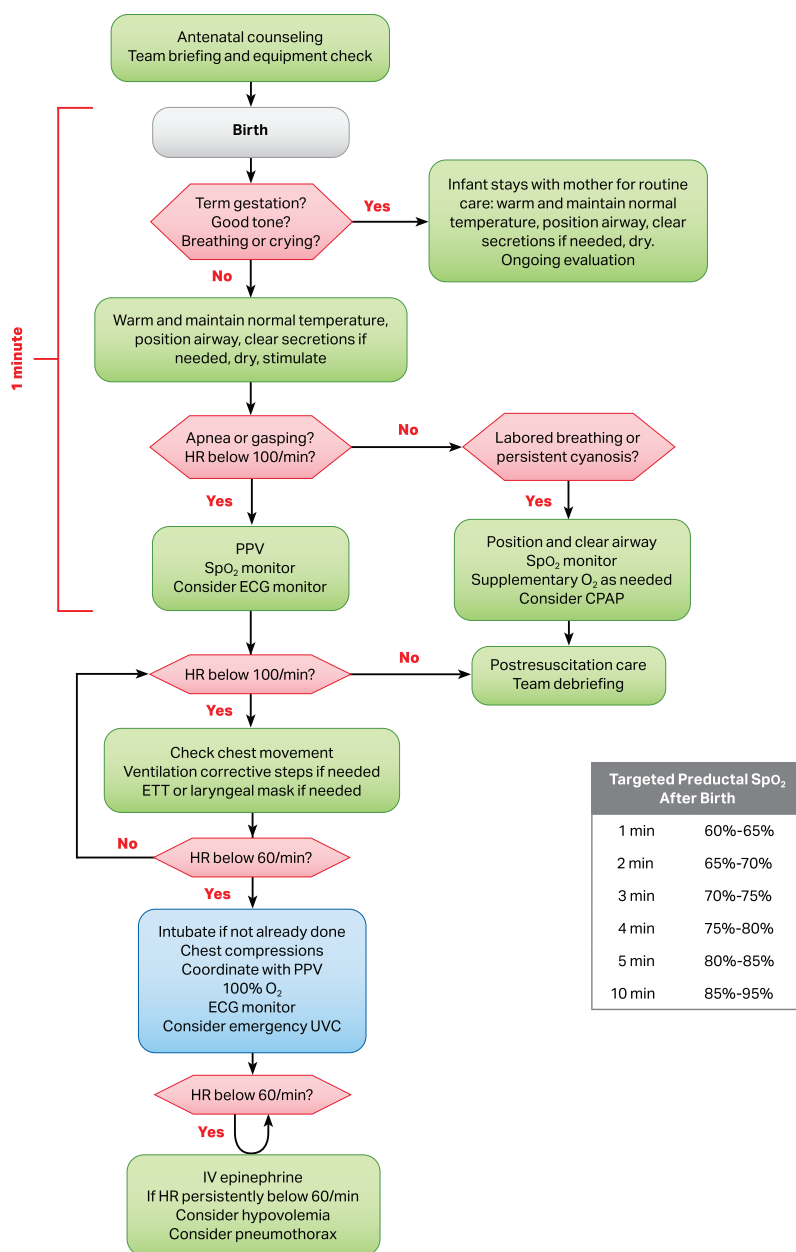 Antenatal counseling
Team briefing and equipment check
Birth
1 minute
Term gestation?
Good tone?
Breathing or crying?
Yes
Infant stays with mother for routine
care: warm and maintain normal
temperature, position airway, clear
secretions if needed, dry.
Ongoing evaluation
No
Warm and maintain normal temperature,
position airway, clear secretions if
needed, dry, stimulate
Apnea or gasping?
HR below 100/min?
No
Labored breathing or
persistent cyanosis?
Yes
Yes
PPV
SpO₂ monitor
Consider ECG monitor
Position and clear airway
SpO₂ monitor
Supplementary O₂ as needed
Consider CPAP
HR below 100/min?
No
Postresuscitation care
Team debriefing
Yes
Check chest movement
Ventilation corrective steps if needed
ETT or laryngeal mask if needed
HR below 60/min?
No
Yes
Intubate if not already done
Chest compressions
Coordinate with PPV
100% O₂
ECG monitor
Consider emergency UVC
HR below 60/min?
Yes
IV epinephrine
If HR persistently below 60/min
Consider hypovolemia
Consider pneumothorax
Targeted Preductal SpO₂
After Birth
1 min 60%-65%
2 min 65%-70%
3 min 70%-75%
4 min 75%-80%
5 min 80%-85%
10 min 85%-95%